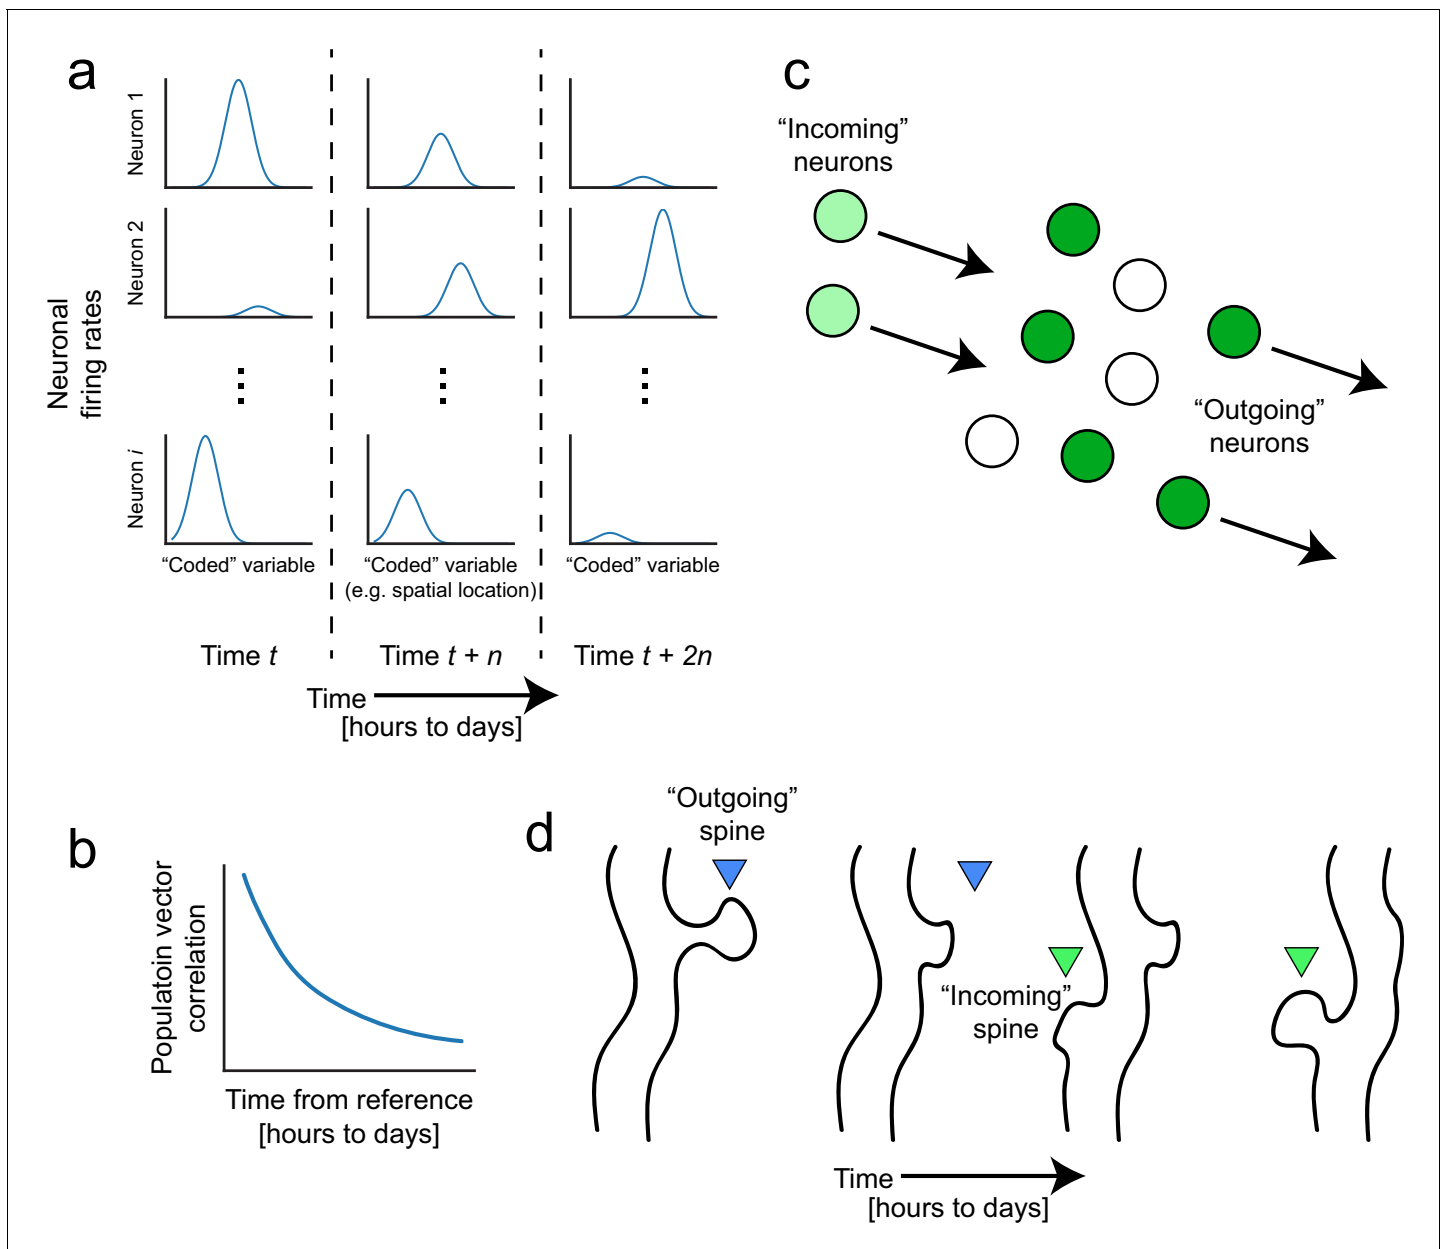 a
Neuronal
firing rates
Neuron 1
Neuron 2
Neuron i
“Coded” variable
“Coded” variable
(e.g. spatial location)
“Coded” variable
Time t
Time t + n
Time t + 2n
Time
[hours to days]
b
Populatoin vector
correlation
Time from reference
[hours to days]
c
“Incoming”
neurons
“Outgoing”
neurons
d
“Outgoing”
spine
“Incoming”
spine
Time
[hours to days]